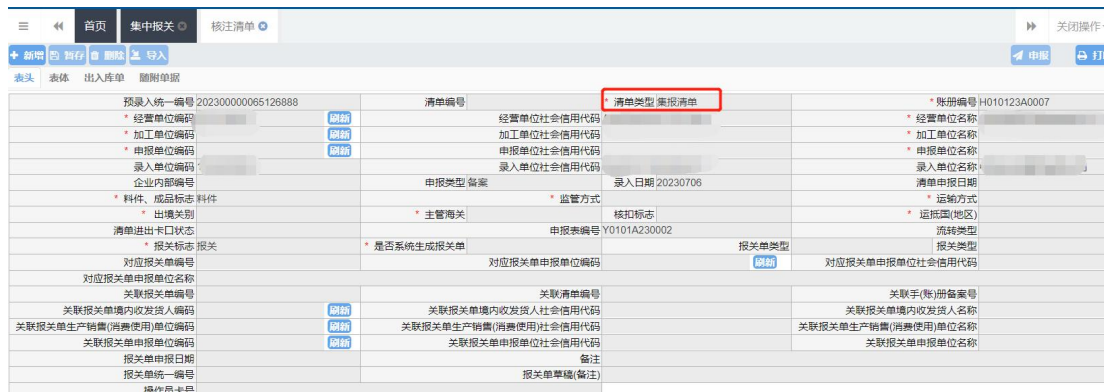 首页 集中报关 核注清单 关闭操作
新增 暂存 删除 导入 申报
表头 表体 出入库单 随附单据
预录入统一编号 202300000065126888 清单编号 * 清单类型 集报清单 * 账册编号 H010123A0007
* 经营单位编码 刷新 经营单位社会信用代码 * 经营单位名称
* 加工单位编码 刷新 加工单位社会信用代码 * 加工单位名称
* 申报单位编码 刷新 申报单位社会信用代码 * 申报单位名称
录入单位编码 录入单位社会信用代码 录入单位名称
企业内部编号 申报类型 备案 录入日期 20230706 清单申报日期
* 料件、成品标志 料件 * 监管方式 * 运输方式
* 出境关别 * 主管海关 核扣标志 * 运抵国(地区)
清单进出卡口状态 申报表编号 Y0101A230002 流转类型
* 报关标志 报关 * 是否系统生成报关单 报关单类型 报关类型
对应报关单编号 对应报关单申报单位编码 刷新 对应报关单申报单位社会信用代码
对应报关单申报单位名称
关联报关单编号 关联清单编号 关联手(账)册备案号
关联报关单境内收发货人编码 刷新 关联报关单境内收发货人社会信用代码 关联报关单境内收发货人名称
关联报关单生产销售(消费使用)单位编码 刷新 关联报关单生产销售(消费使用)社会信用代码 关联报关单生产销售(消费使用)单位名称
关联报关单申报单位编码 刷新 关联报关单申报单位社会信用代码 关联报关单申报单位名称
报关单申报日期 备注
报关单统一编号 报关单草稿(备注)
操作员卡号